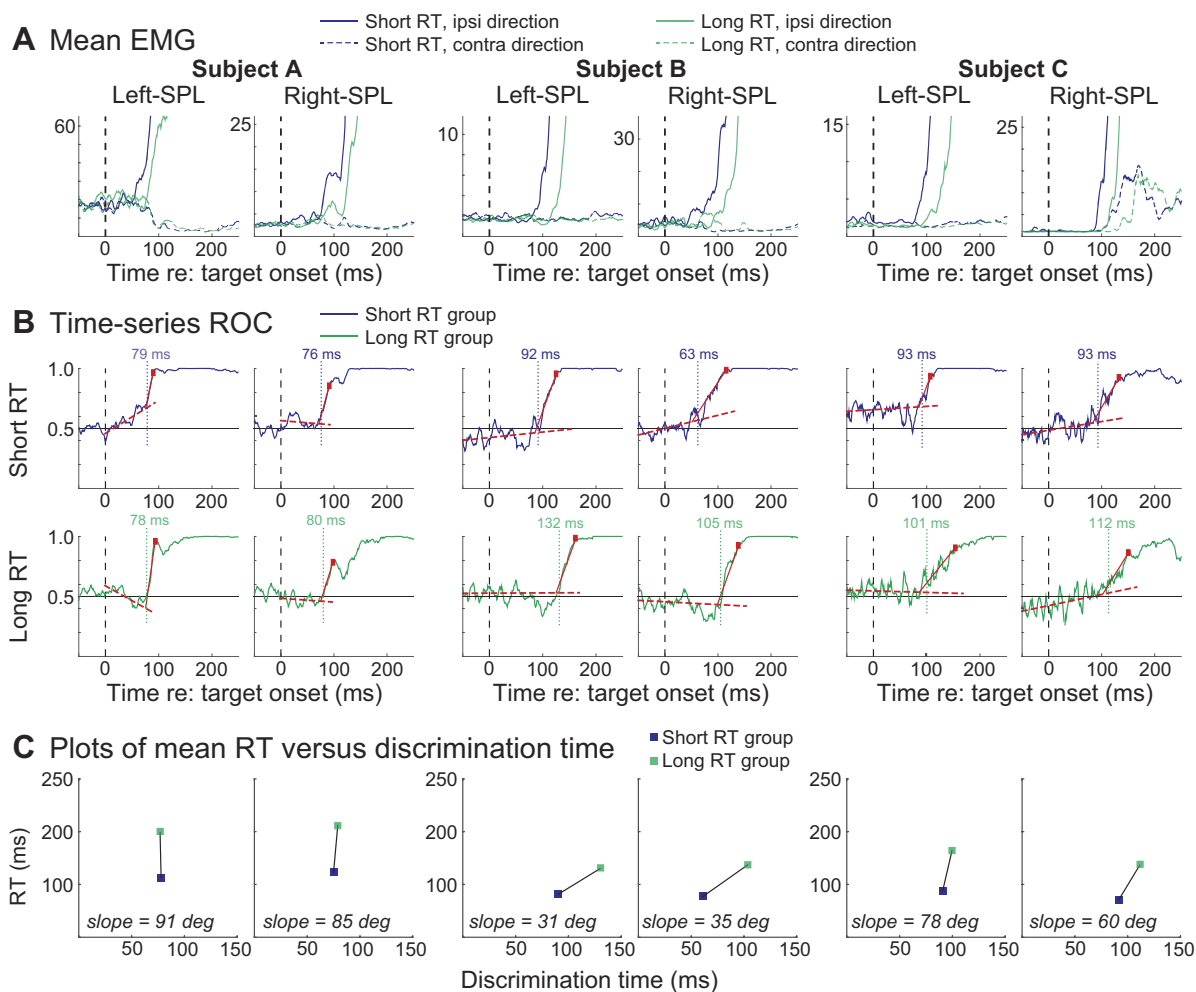 Short RT, ipsi direction
Long RT, ipsi direction
A Mean EMG
Short RT, contra direction
Long RT, contra direction
Subject A
Subject B
Subject C
Left-SPL
Right-SPL
Left-SPL
Right-SPL
Left-SPL
Right-SPL
60
25
10
30
15
25
0 100 200
0 100 200
0 100 200
0 100 200
0 100 200
0 100 200
Time re: target onset (ms)
Time re: target onset (ms)
Time re: target onset (ms)
B Time-series ROC
Short RT group
Long RT group
79 ms
76 ms
92 ms
63 ms
93 ms
93 ms
Short RT
1.0
0.5
0 100 200
0 100 200
0 100 200
0 100 200
0 100 200
0 100 200
78 ms
80 ms
132 ms
105 ms
101 ms
112 ms
Long RT
1.0
0.5
0 100 200
0 100 200
0 100 200
0 100 200
0 100 200
0 100 200
Time re: target onset (ms)
Time re: target onset (ms)
Time re: target onset (ms)
C Plots of mean RT versus discrimination time
Short RT group
Long RT group
RT (ms)
250
200
100
slope = 91 deg
slope = 85 deg
slope = 31 deg
slope = 35 deg
slope = 78 deg
slope = 60 deg
50 100 150
50 100 150
50 100 150
50 100 150
50 100 150
50 100 150
Discrimination time (ms)